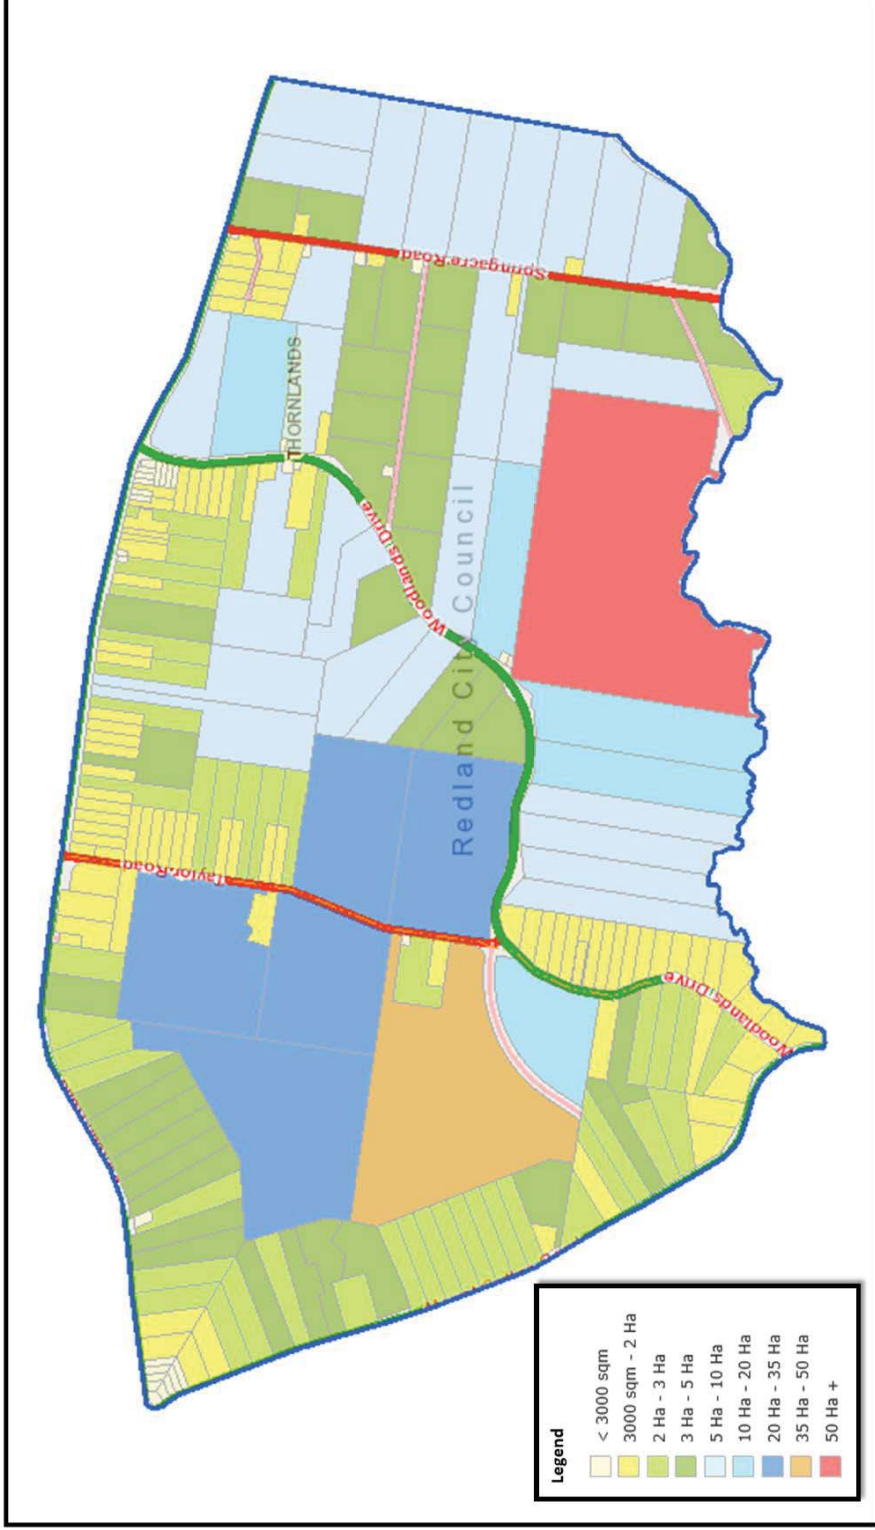 Springacre Road
THORNLANDS
Woodlands Drive
Redland City Council
Taylor Road
Woodlands Drive
Legend
< 3000 sqm
3000 sqm - 2 Ha
2 Ha - 3 Ha
3 Ha - 5 Ha
5 Ha - 10 Ha
10 Ha - 20 Ha
20 Ha - 35 Ha
35 Ha - 50 Ha
50 Ha +